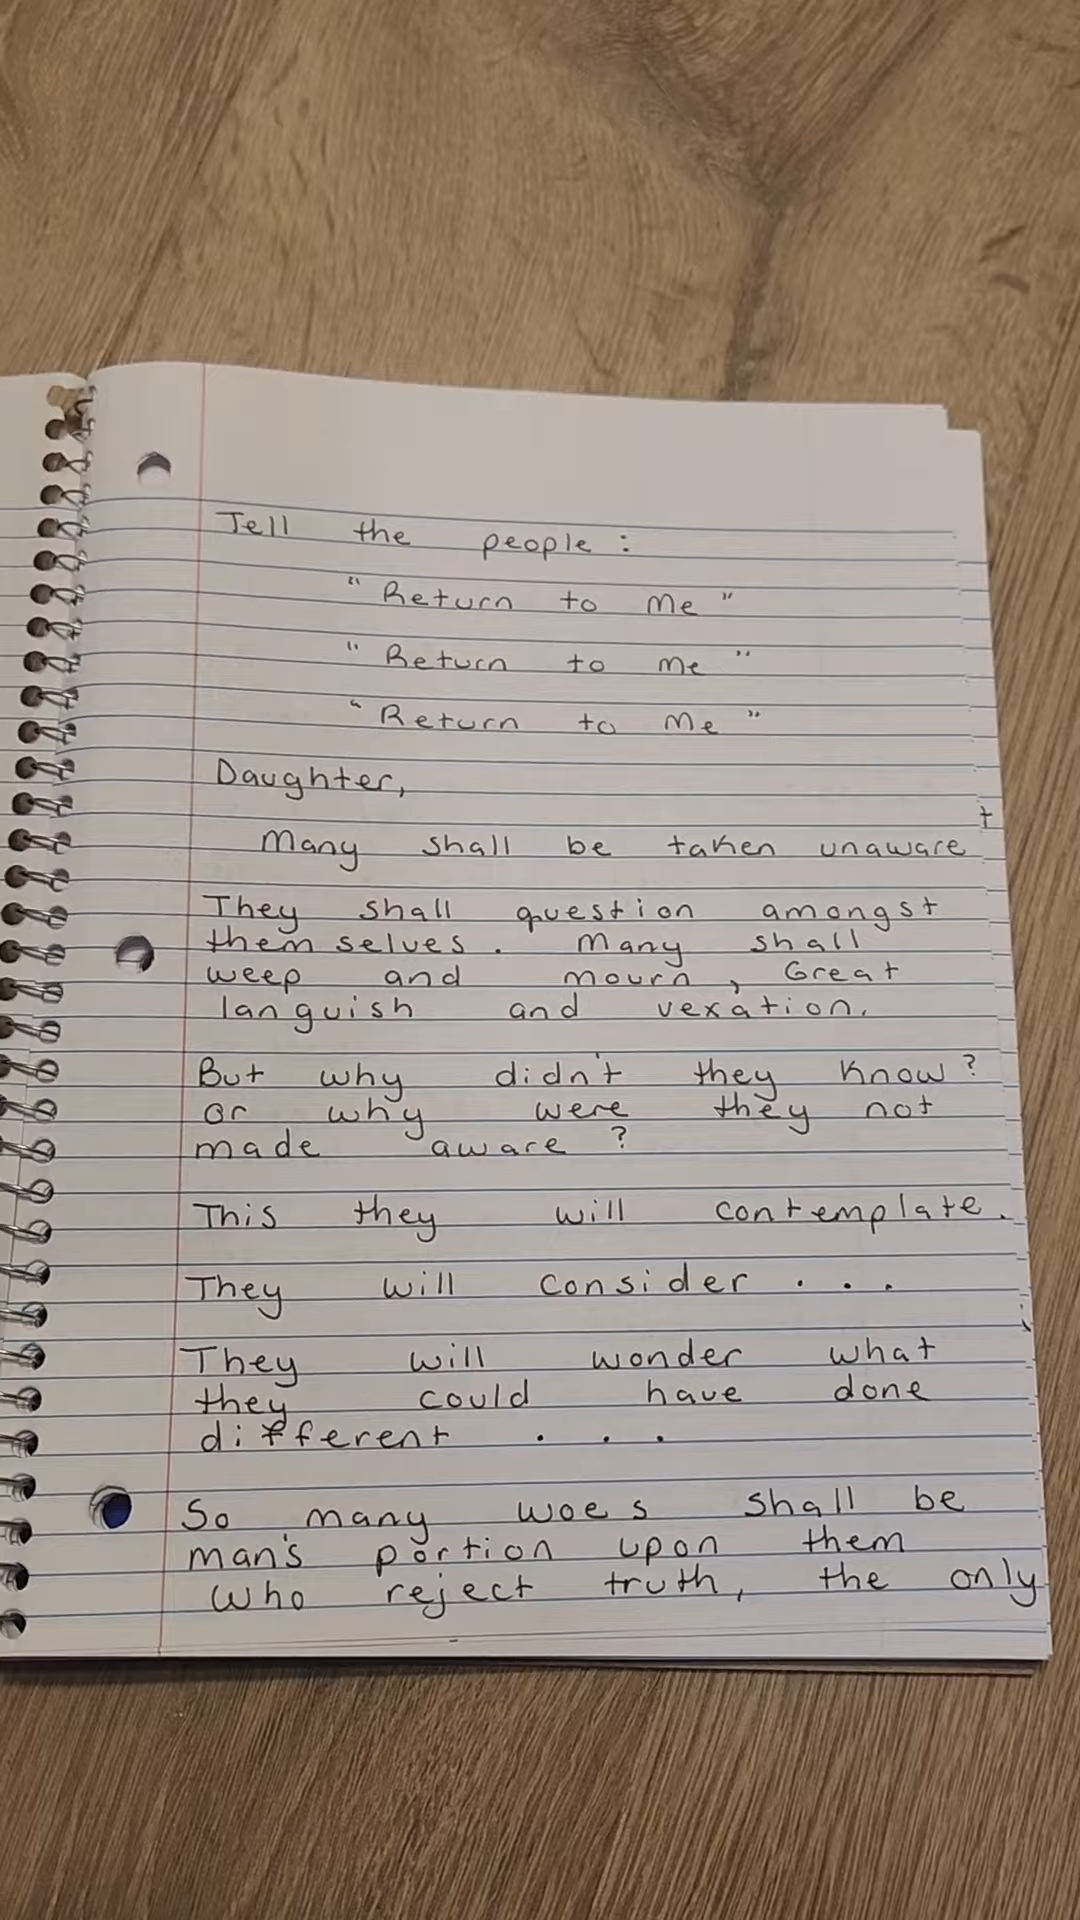 Tell the people :
"Return to Me"
"Return to Me"
"Return to Me"
Daughter,
Many shall be taken unaware
They shall question amongst
themselves. Many shall
weep and mourn, Great
languish and vexation.
But why didn't they know?
or why were they not
made aware?
This they will contemplate.
They will consider . . .
They will wonder what
they could have done
different . . .
So many woes shall be
man's portion upon them
who reject truth, the only